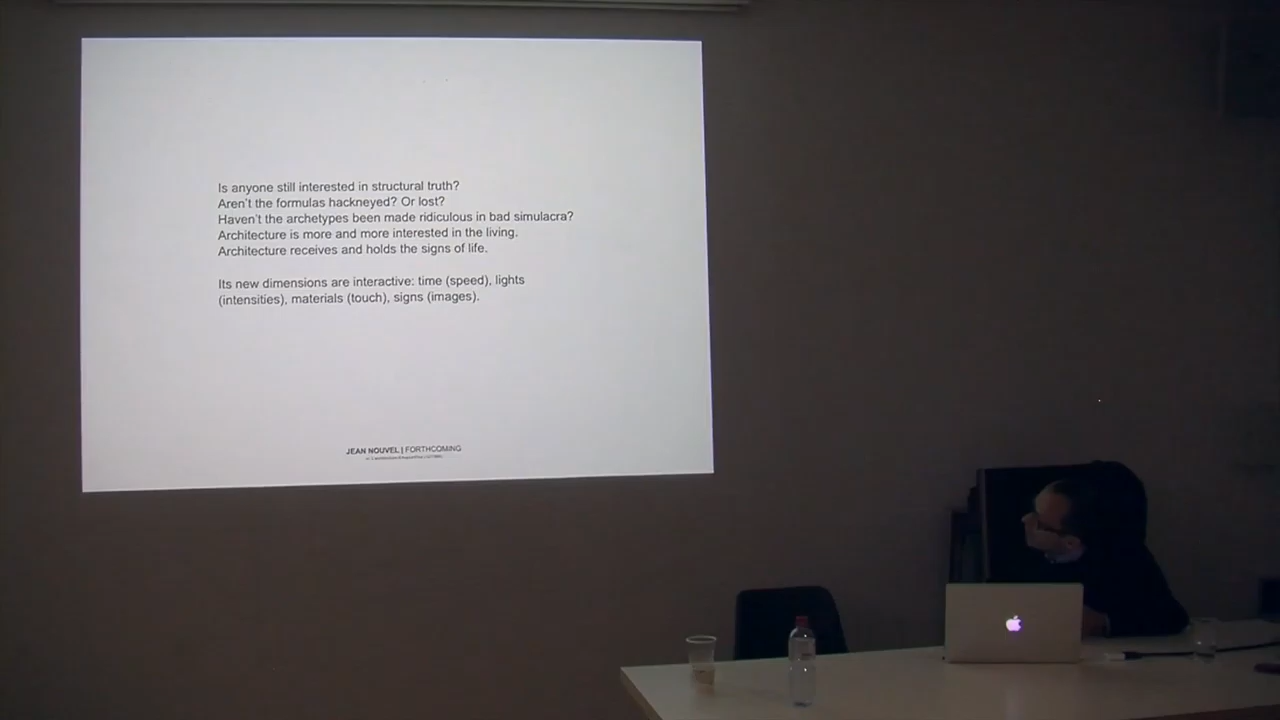 Is anyone still interested in structural truth?
Aren't the formulas hackneyed? Or lost?
Haven't the archetypes been made ridiculous in bad simulacra?
Architecture is more and more interested in the living.
Architecture receives and holds the signs of life.
Its new dimensions are interactive: time (speed), lights
(intensities), materials (touch), signs (images).
JEAN NOUVEL | FORTHCOMING